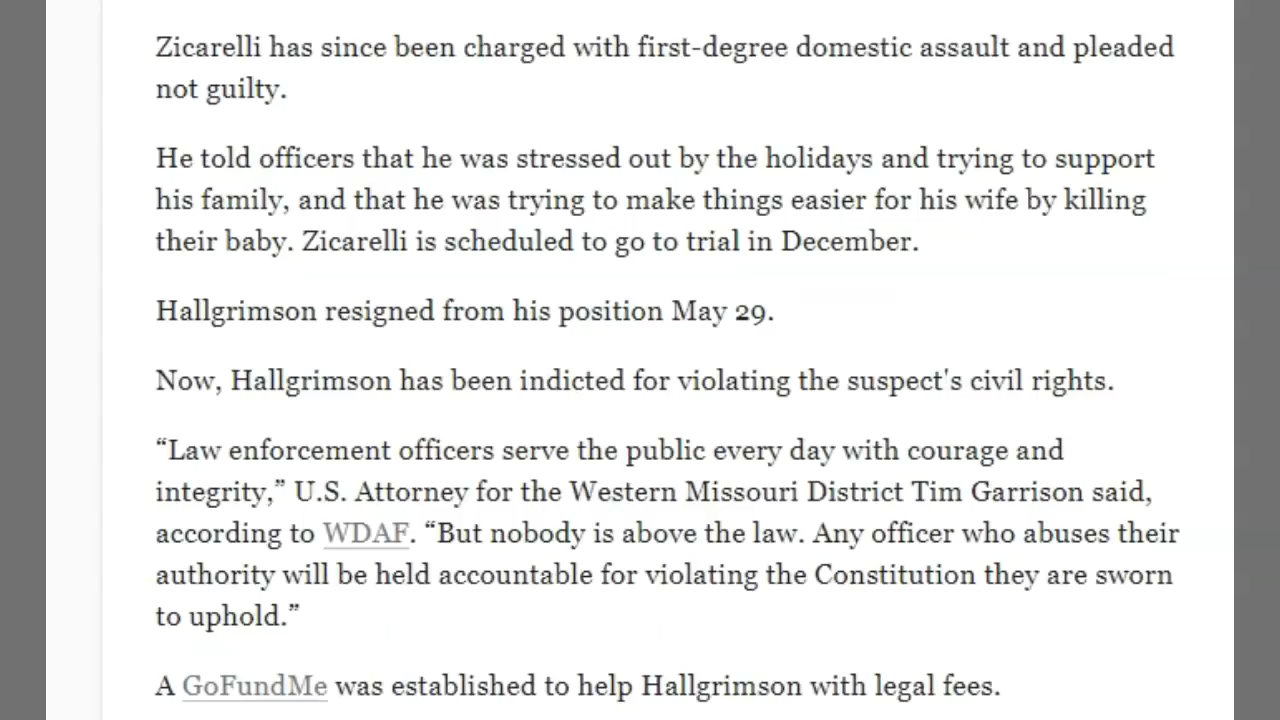 Zicarelli has since been charged with first-degree domestic assault and pleaded
not guilty.
He told officers that he was stressed out by the holidays and trying to support
his family, and that he was trying to make things easier for his wife by killing
their baby. Zicarelli is scheduled to go to trial in December.
Hallgrimson resigned from his position May 29.
Now, Hallgrimson has been indicted for violating the suspect's civil rights.
“Law enforcement officers serve the public every day with courage and
integrity,” U.S. Attorney for the Western Missouri District Tim Garrison said,
according to WDAF. “But nobody is above the law. Any officer who abuses their
authority will be held accountable for violating the Constitution they are sworn
to uphold.”
A GoFundMe was established to help Hallgrimson with legal fees.